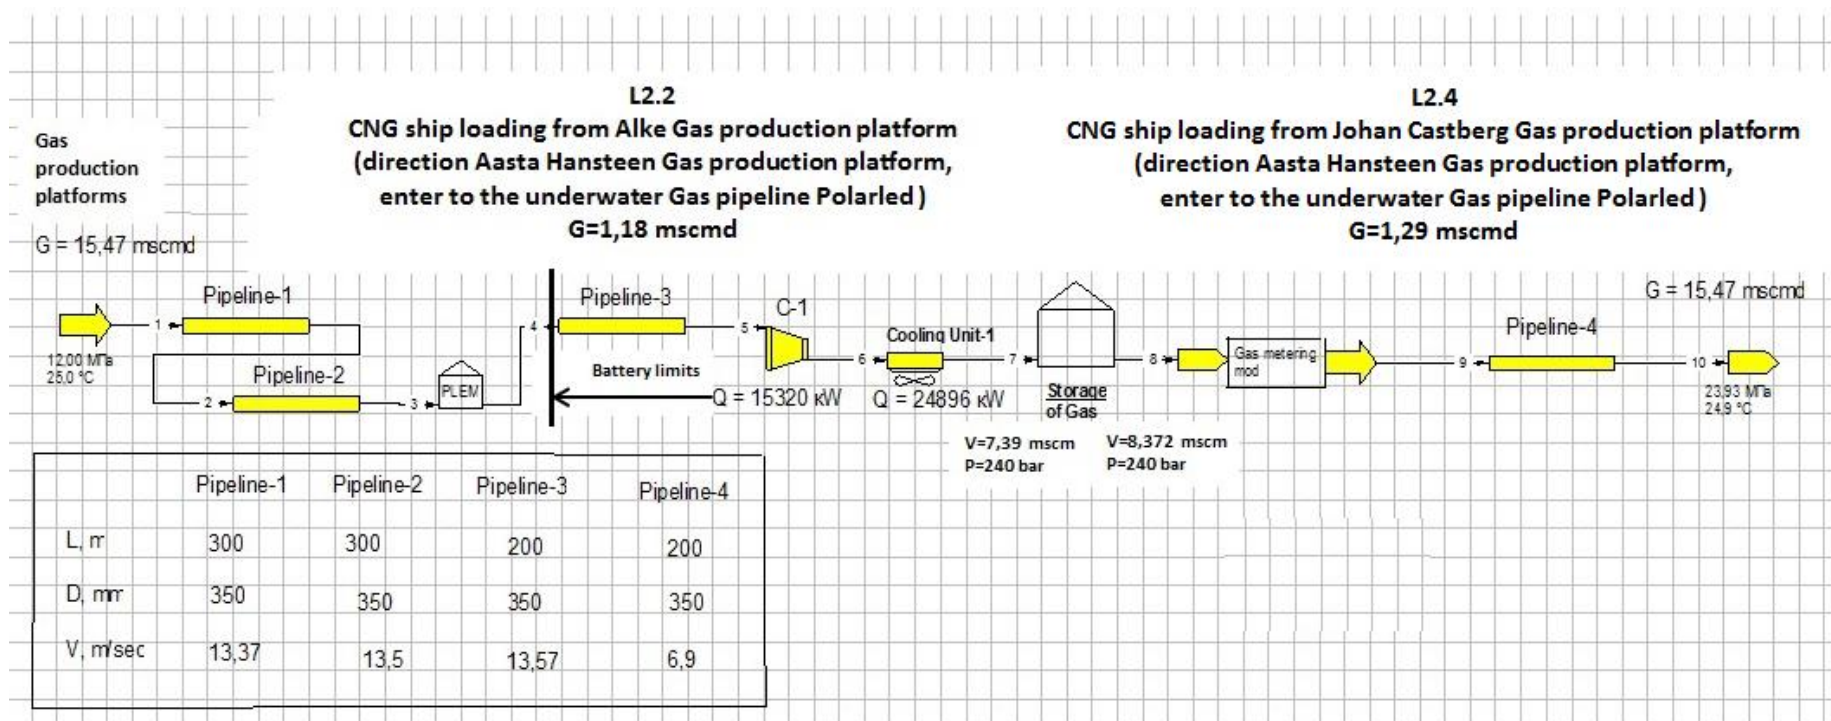 L2.2
CNG ship loading from Alke Gas production platform
(direction Aasta Hansteen Gas production platform,
enter to the underwater Gas pipeline Polarled )
G=1,18 mscmd
L2.4
CNG ship loading from Johan Castberg Gas production platform
(direction Aasta Hansteen Gas production platform,
enter to the underwater Gas pipeline Polarled )
G=1,29 mscmd
Gas
production
platforms
G = 15,47 mscmd
G = 15,47 mscmd
Pipeline-1
Pipeline-3
C-1
Cooling Unit-1
Pipeline-4
1
4
5
6
7
8
Gas metering
mod
9
10
12,00 МПа
25,0 °C
Pipeline-2
2
3
PLEM
Battery limits
Q = 15320 кW
Q = 24896 кW
Storage
of Gas
23,93 МПа
24,9 °C
V=7,39 mscm
P=240 bar
V=8,372 mscm
P=240 bar
Pipeline-1 Pipeline-2 Pipeline-3 Pipeline-4
L, m 300 300 200 200
D, mm 350 350 350 350
V, m/sec 13,37 13,5 13,57 6,9